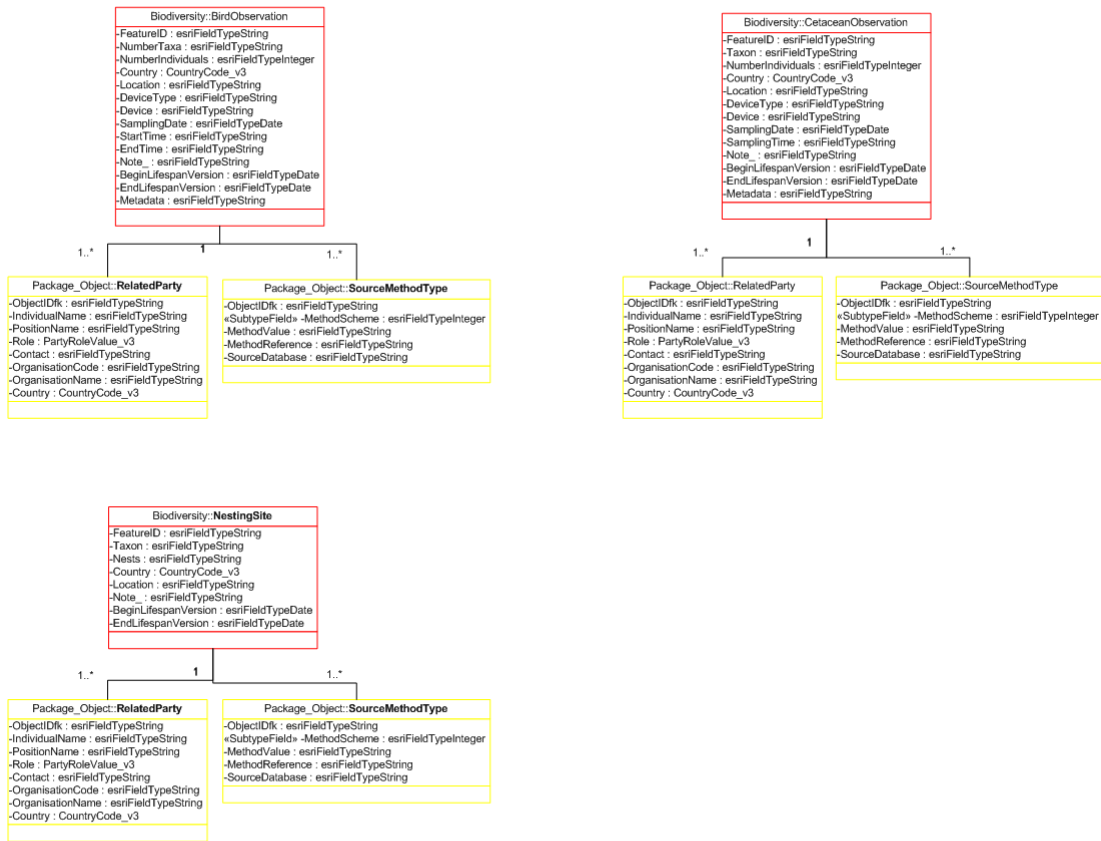 Biodiversity::BirdObservation
-FeatureID : esriFieldTypeString
-NumberTaxa : esriFieldTypeString
-NumberIndividuals : esriFieldTypeInteger
-Country : CountryCode_v3
-Location : esriFieldTypeString
-DeviceType : esriFieldTypeString
-Device : esriFieldTypeString
-SamplingDate : esriFieldTypeDate
-StartTime : esriFieldTypeString
-EndTime : esriFieldTypeString
-Note_ : esriFieldTypeString
-BeginLifespanVersion : esriFieldTypeDate
-EndLifespanVersion : esriFieldTypeDate
-Metadata : esriFieldTypeString
1..*
1
1..*
Package_Object::RelatedParty
-ObjectIDfk : esriFieldTypeString
-IndividualName : esriFieldTypeString
-PositionName : esriFieldTypeString
-Role : PartyRoleValue_v3
-Contact : esriFieldTypeString
-OrganisationCode : esriFieldTypeString
-OrganisationName : esriFieldTypeString
-Country : CountryCode_v3
Package_Object::SourceMethodType
-ObjectIDfk : esriFieldTypeString
«SubtypeField» -MethodScheme : esriFieldTypeInteger
-MethodValue : esriFieldTypeString
-MethodReference : esriFieldTypeString
-SourceDatabase : esriFieldTypeString
Biodiversity::CetaceanObservation
-FeatureID : esriFieldTypeString
-Taxon : esriFieldTypeString
-NumberIndividuals : esriFieldTypeInteger
-Country : CountryCode_v3
-Location : esriFieldTypeString
-DeviceType : esriFieldTypeString
-Device : esriFieldTypeString
-SamplingDate : esriFieldTypeDate
-SamplingTime : esriFieldTypeString
-Note_ : esriFieldTypeString
-BeginLifespanVersion : esriFieldTypeDate
-EndLifespanVersion : esriFieldTypeDate
-Metadata : esriFieldTypeString
1..*
1
1..*
Package_Object::RelatedParty
-ObjectIDfk : esriFieldTypeString
-IndividualName : esriFieldTypeString
-PositionName : esriFieldTypeString
-Role : PartyRoleValue_v3
-Contact : esriFieldTypeString
-OrganisationCode : esriFieldTypeString
-OrganisationName : esriFieldTypeString
-Country : CountryCode_v3
Package_Object::SourceMethodType
-ObjectIDfk : esriFieldTypeString
«SubtypeField» -MethodScheme : esriFieldTypeInteger
-MethodValue : esriFieldTypeString
-MethodReference : esriFieldTypeString
-SourceDatabase : esriFieldTypeString
Biodiversity::NestingSite
-FeatureID : esriFieldTypeString
-Taxon : esriFieldTypeString
-Nests : esriFieldTypeString
-Country : CountryCode_v3
-Location : esriFieldTypeString
-Note_ : esriFieldTypeString
-BeginLifespanVersion : esriFieldTypeDate
-EndLifespanVersion : esriFieldTypeDate
1..*
1
1..*
Package_Object::RelatedParty
-ObjectIDfk : esriFieldTypeString
-IndividualName : esriFieldTypeString
-PositionName : esriFieldTypeString
-Role : PartyRoleValue_v3
-Contact : esriFieldTypeString
-OrganisationCode : esriFieldTypeString
-OrganisationName : esriFieldTypeString
-Country : CountryCode_v3
Package_Object::SourceMethodType
-ObjectIDfk : esriFieldTypeString
«SubtypeField» -MethodScheme : esriFieldTypeInteger
-MethodValue : esriFieldTypeString
-MethodReference : esriFieldTypeString
-SourceDatabase : esriFieldTypeString